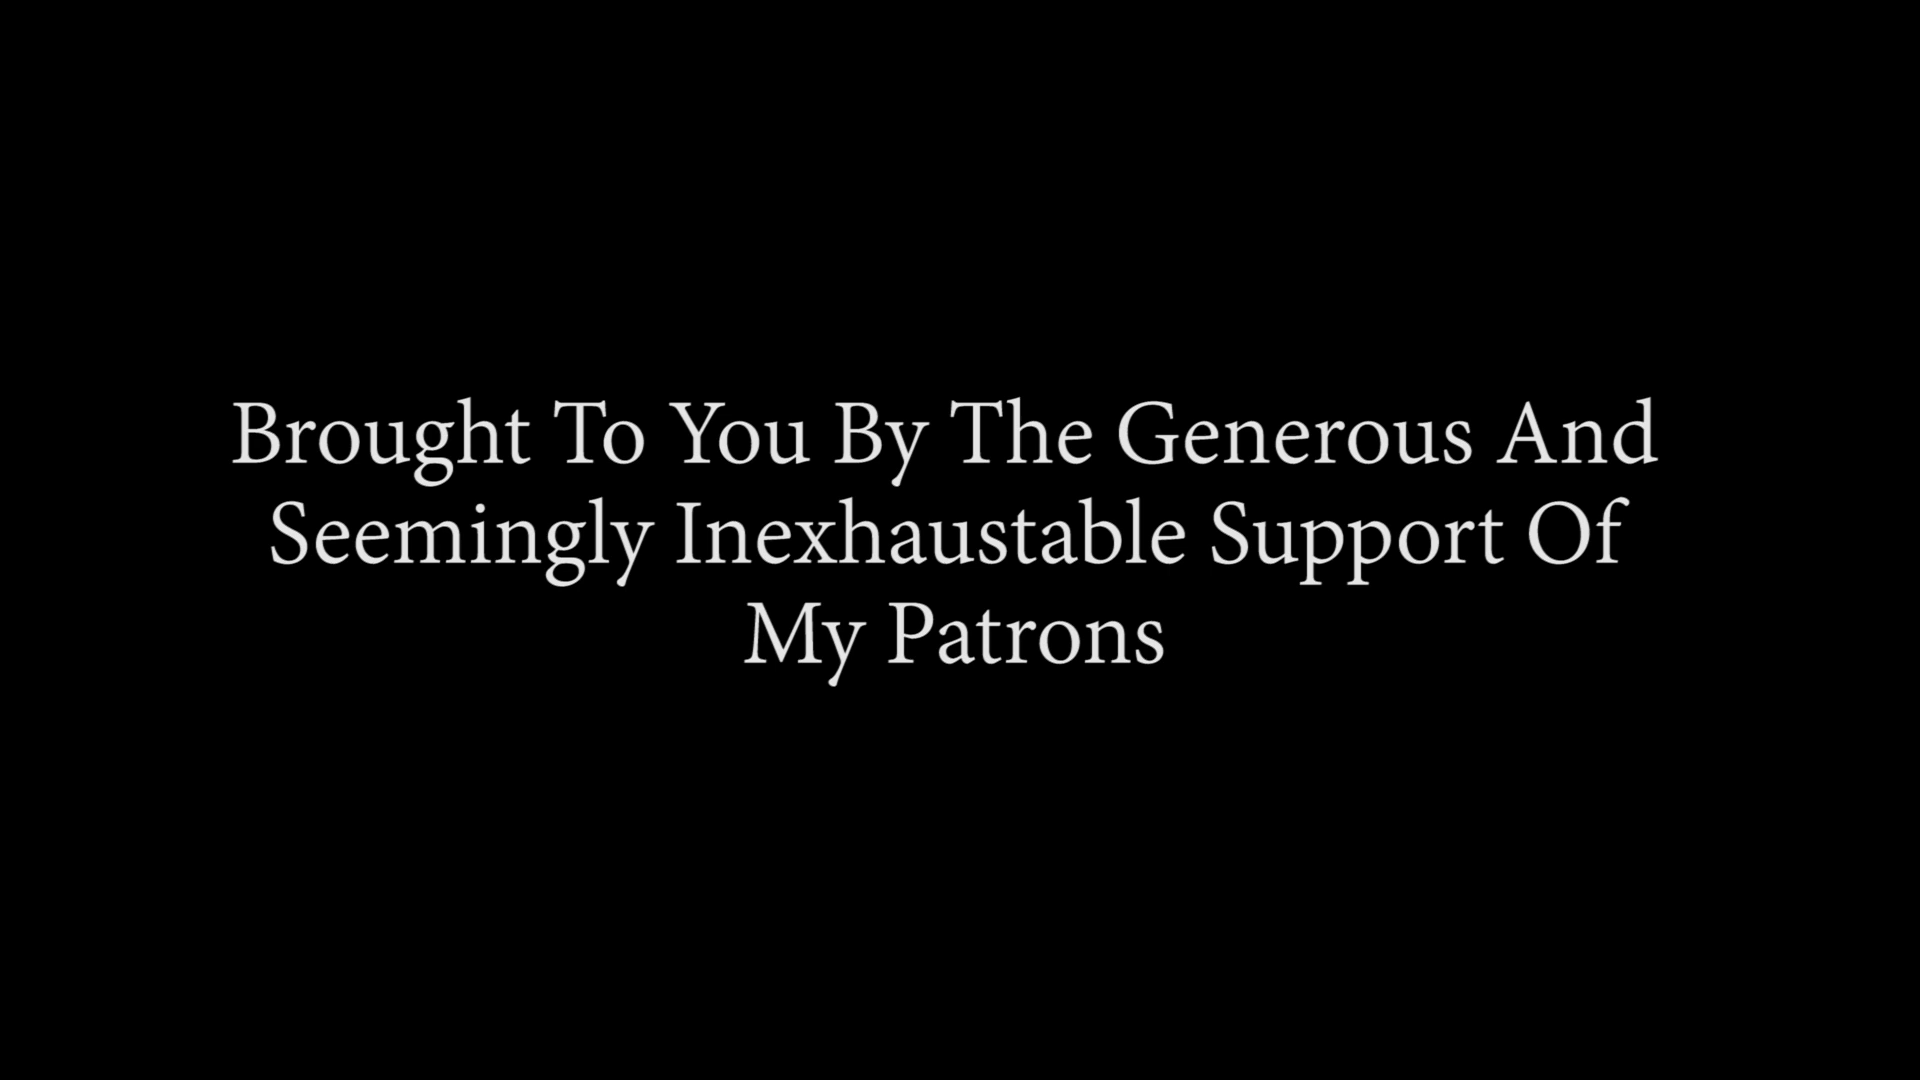 Brought To You By The Generous And
Seemingly Inexhaustable Support Of
My Patrons